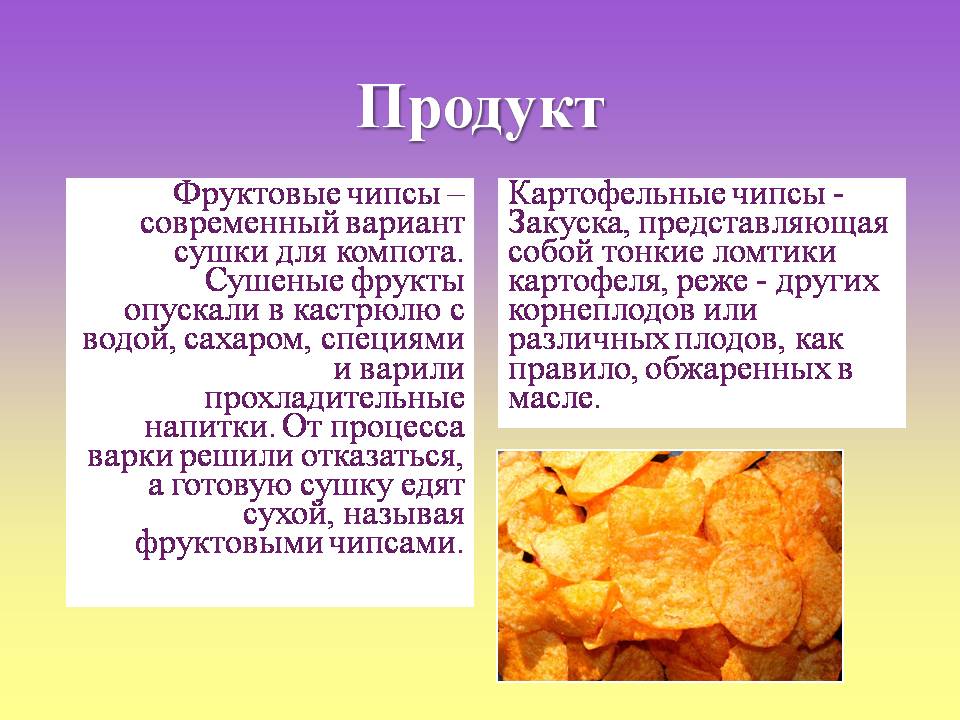 Продукт
Фруктовые чипсы –
современный вариант
сушки для компота.
Сушеные фрукты
опускали в кастрюлю с
водой, сахаром, специями
и варили
прохладительные
напитки. От процесса
варки решили отказаться,
а готовую сушку едят
сухой, называя
фруктовыми чипсами.
Картофельные чипсы -
Закуска, представляющая
собой тонкие ломтики
картофеля, реже - других
корнеплодов или
различных плодов, как
правило, обжаренных в
масле.